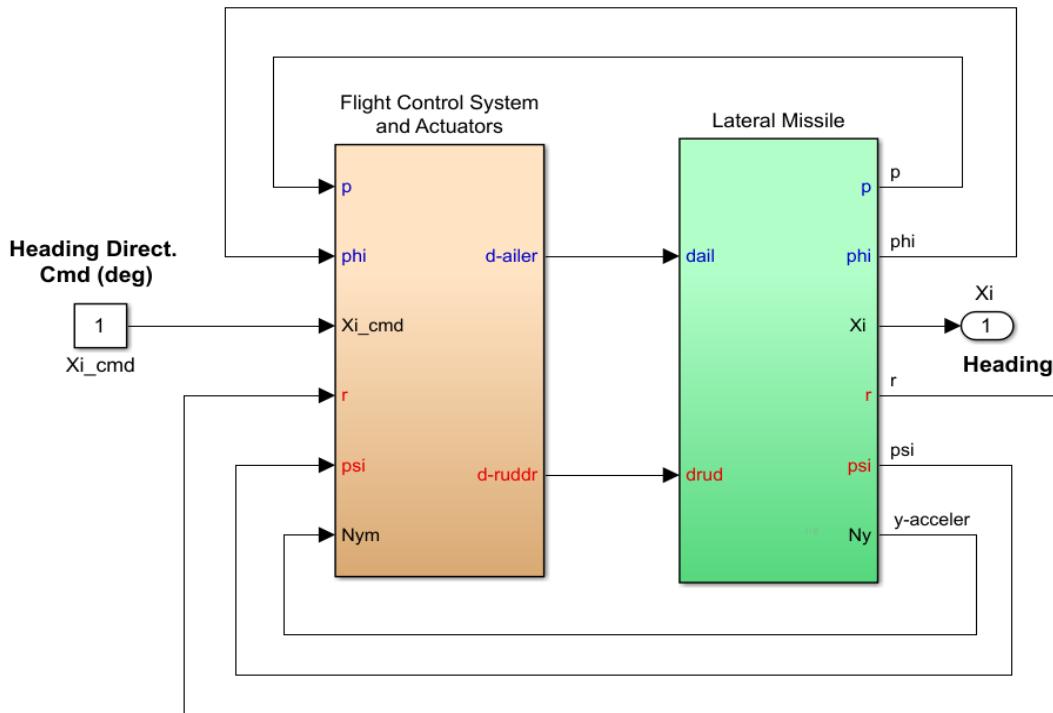 Flight Control System
and Actuators
Lateral Missile
p
p
p
Heading Direct.
Cmd (deg)
phi
d-ailer
dail
phi
phi
Xi
1
Xi_cmd
Xi
1
Xi_cmd
Heading
r
r
r
psi
d-ruddr
drud
psi
psi
Nym
Ny
y-acceler